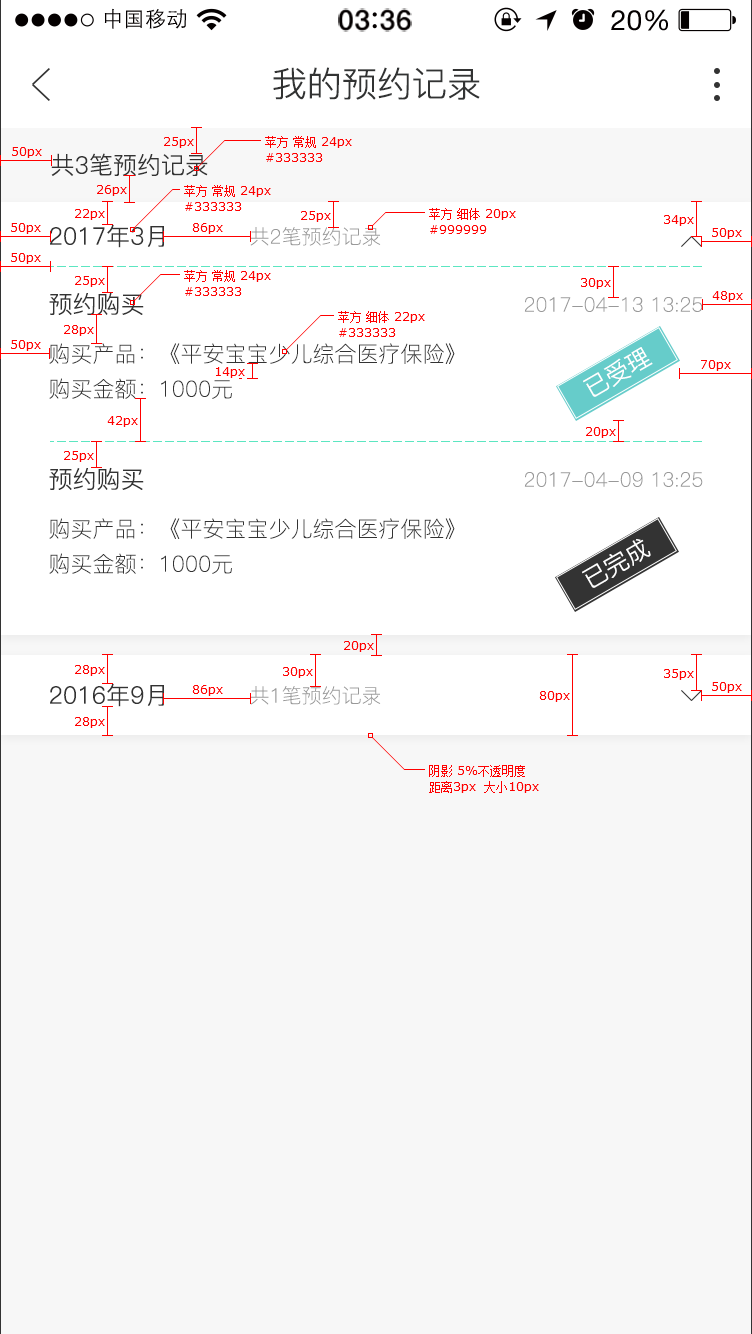 中国移动 03:36 20%
我的预约记录
25px 苹方 常规 24px
#333333
50px
共3笔预约记录
26px 苹方 常规 24px
#333333
22px 25px 苹方 细体 20px
#999999
34px
50px 2017年3月 86px 共2笔预约记录 50px
50px
25px 苹方 常规 24px
#333333
30px
预约购买 2017-04-13 13:25 48px
28px 苹方 细体 22px
#333333
50px 购买产品：《平安宝宝少儿综合医疗保险》
14px 已受理 70px
购买金额：1000元
42px 20px
25px
预约购买 2017-04-09 13:25
购买产品：《平安宝宝少儿综合医疗保险》
购买金额：1000元 已完成
20px
28px 30px 35px
2016年9月 86px 共1笔预约记录 80px 50px
28px
阴影 5%不透明度
距离3px 大小10px